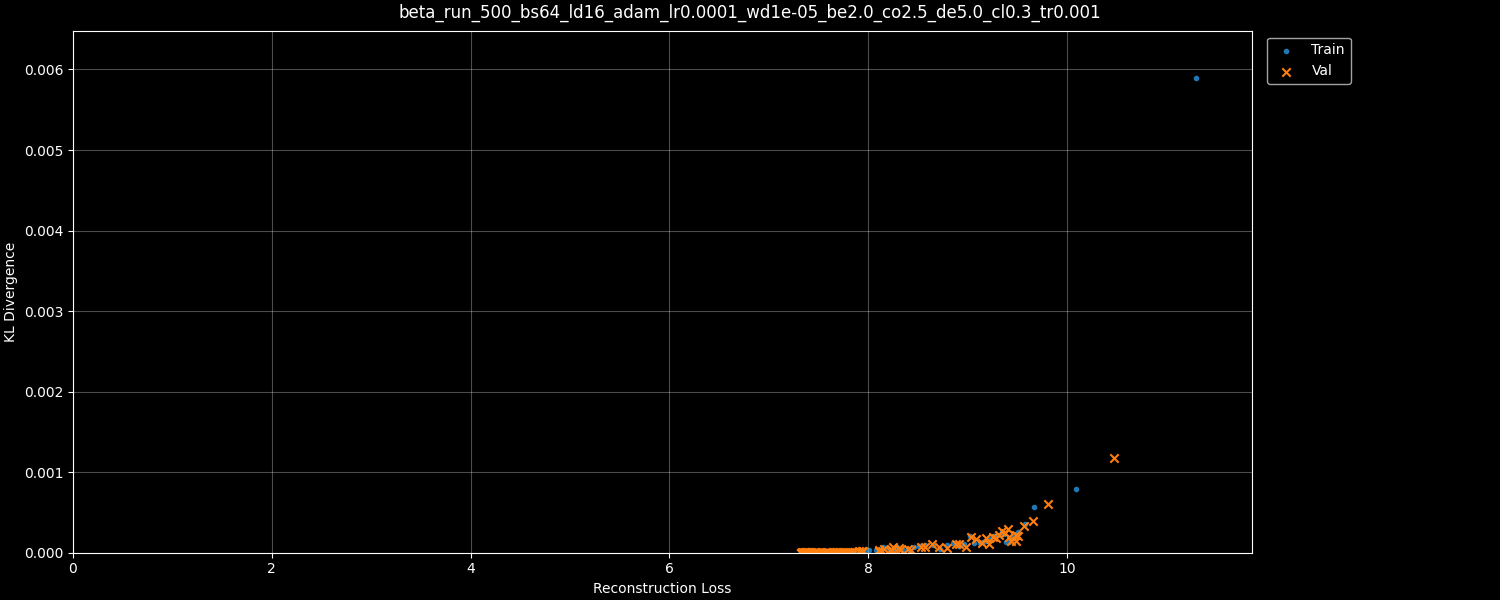 beta_run_500_bs64_ld16_adam_lr0.0001_wd1e-05_be2.0_co2.5_de5.0_cl0.3_tr0.001
Train
Val
0.006
0.005
0.004
0.003
0.002
0.001
0.000
KL Divergence
0 2 4 6 8 10
Reconstruction Loss